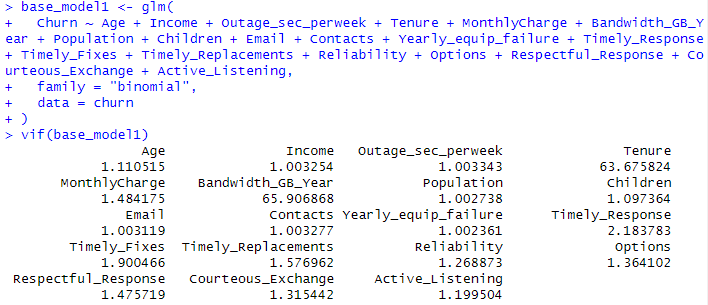 > base_model1 <- glm(
+   Churn ~ Age + Income + Outage_sec_perweek + Tenure + MonthlyCharge + Bandwidth_GB_Y
ear + Population + Children + Email + Contacts + Yearly_equip_failure + Timely_Response
+ Timely_Fixes + Timely_Replacements + Reliability + Options + Respectful_Response + Co
urteous_Exchange + Active_Listening,
+   family = "binomial",
+   data = churn
+ )
> vif(base_model1)
Age Income Outage_sec_perweek Tenure
1.110515 1.003254 1.003343 63.675824
MonthlyCharge Bandwidth_GB_Year Population Children
1.484175 65.906868 1.002738 1.097364
Email Contacts Yearly_equip_failure Timely_Response
1.003119 1.003277 1.002361 2.183783
Timely_Fixes Timely_Replacements Reliability Options
1.900466 1.576962 1.268873 1.364102
Respectful_Response Courteous_Exchange Active_Listening
1.475719 1.315442 1.199504